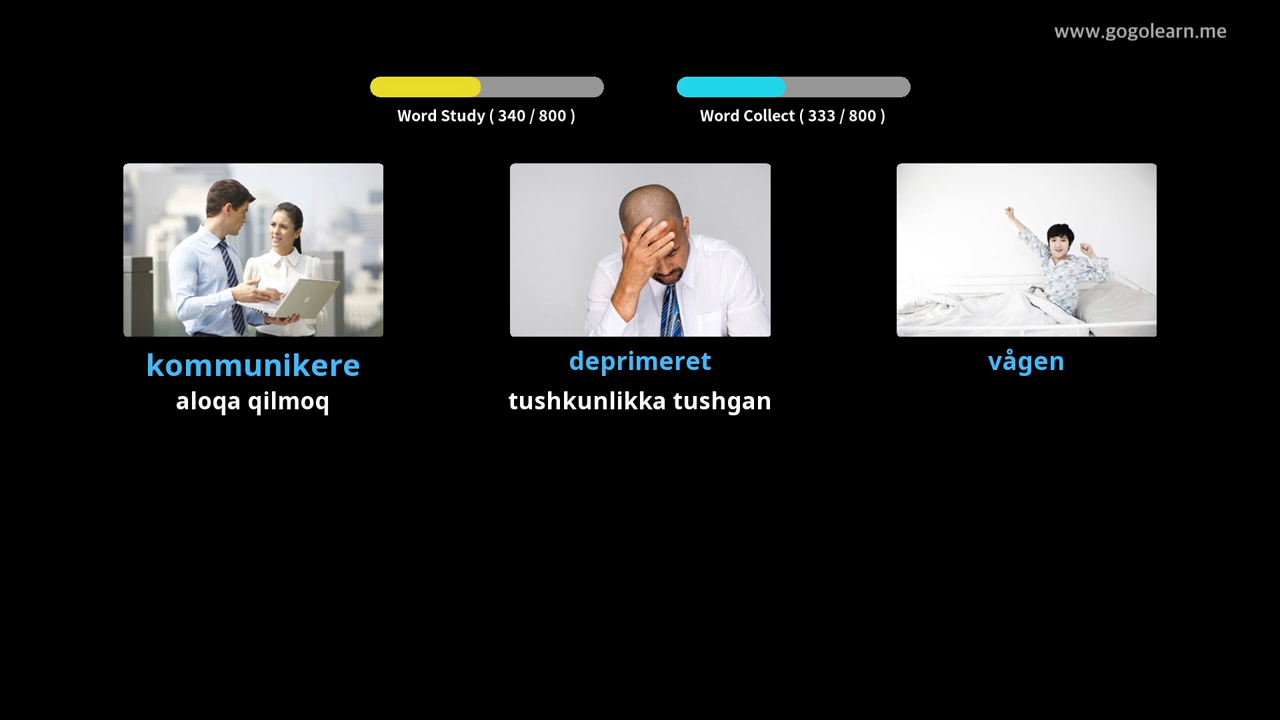 www.gogolearn.me
Word Study ( 340 / 800 )
Word Collect ( 333 / 800 )
kommunikere
aloqa qilmoq
deprimeret
tushkunlikka tushgan
vågen